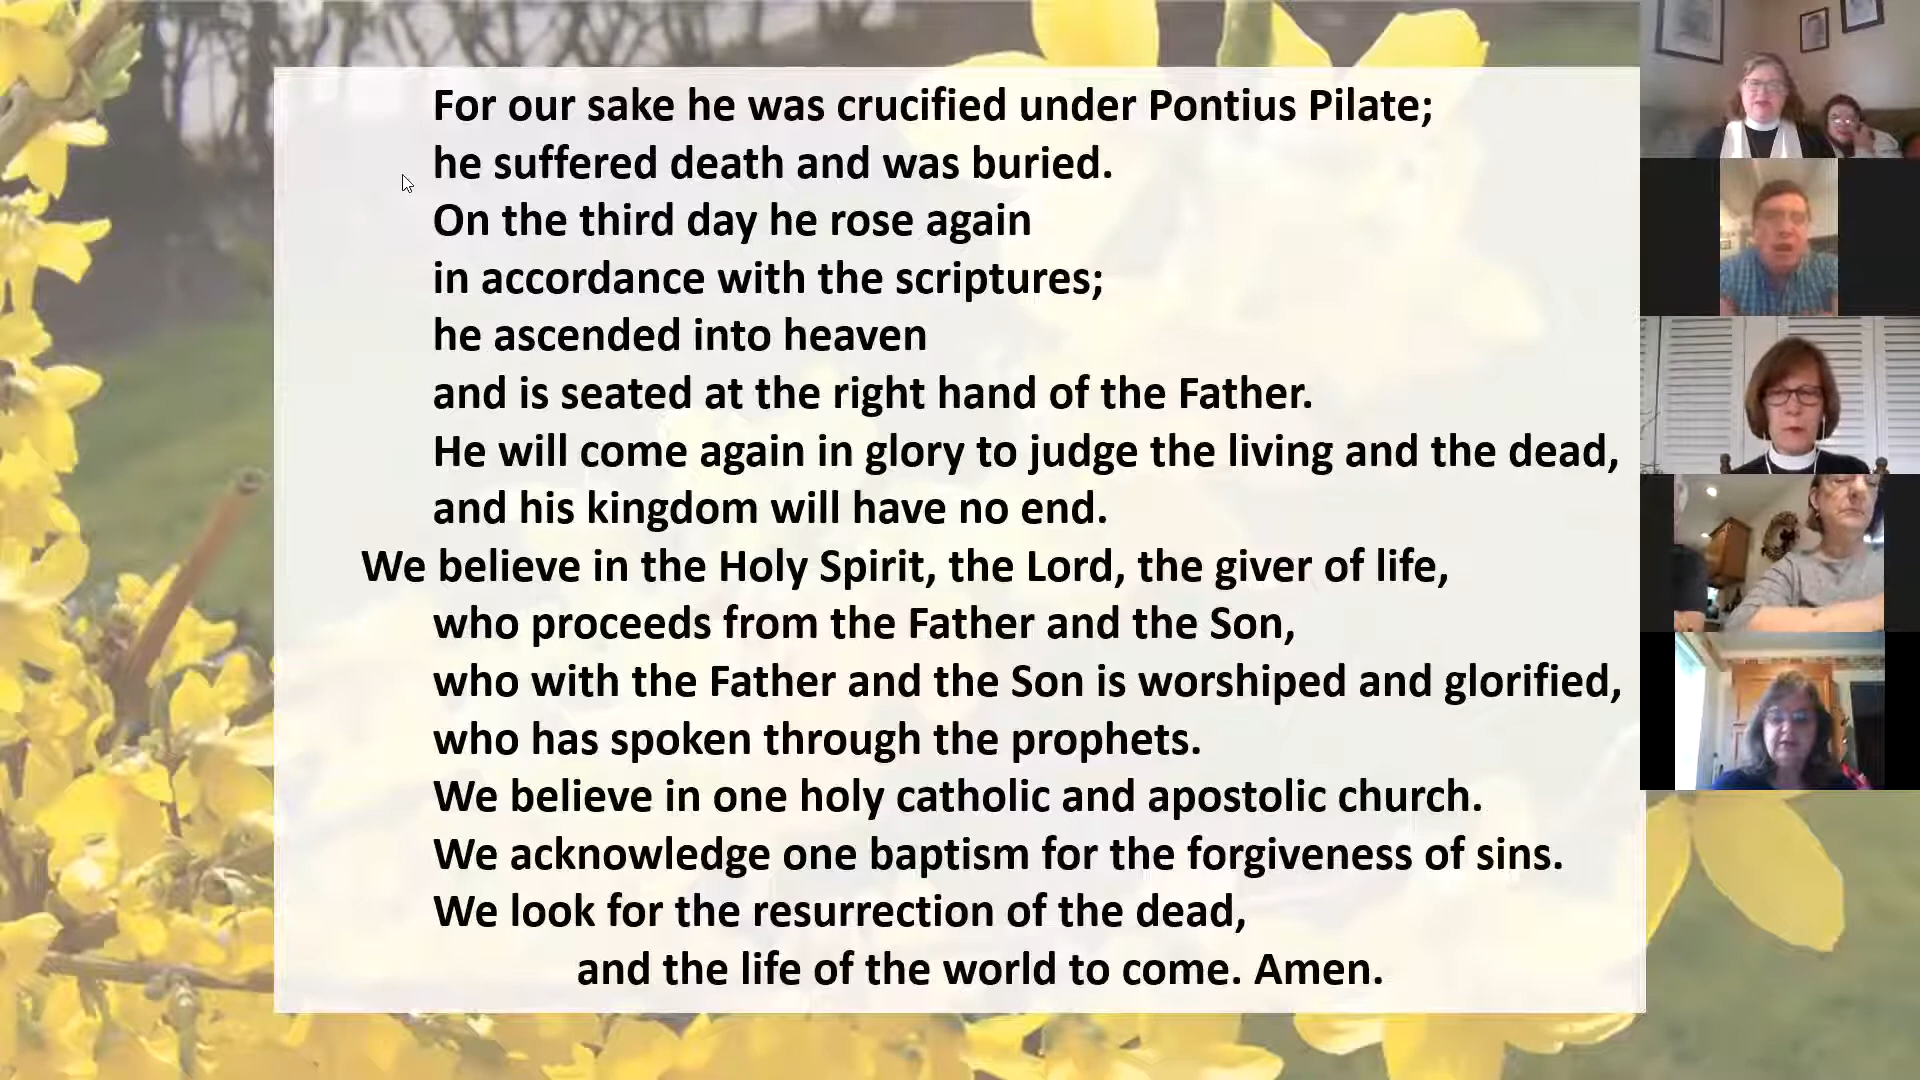 For our sake he was crucified under Pontius Pilate;
he suffered death and was buried.
On the third day he rose again
in accordance with the scriptures;
he ascended into heaven
and is seated at the right hand of the Father.
He will come again in glory to judge the living and the dead,
and his kingdom will have no end.
We believe in the Holy Spirit, the Lord, the giver of life,
who proceeds from the Father and the Son,
who with the Father and the Son is worshiped and glorified,
who has spoken through the prophets.
We believe in one holy catholic and apostolic church.
We acknowledge one baptism for the forgiveness of sins.
We look for the resurrection of the dead,
and the life of the world to come. Amen.